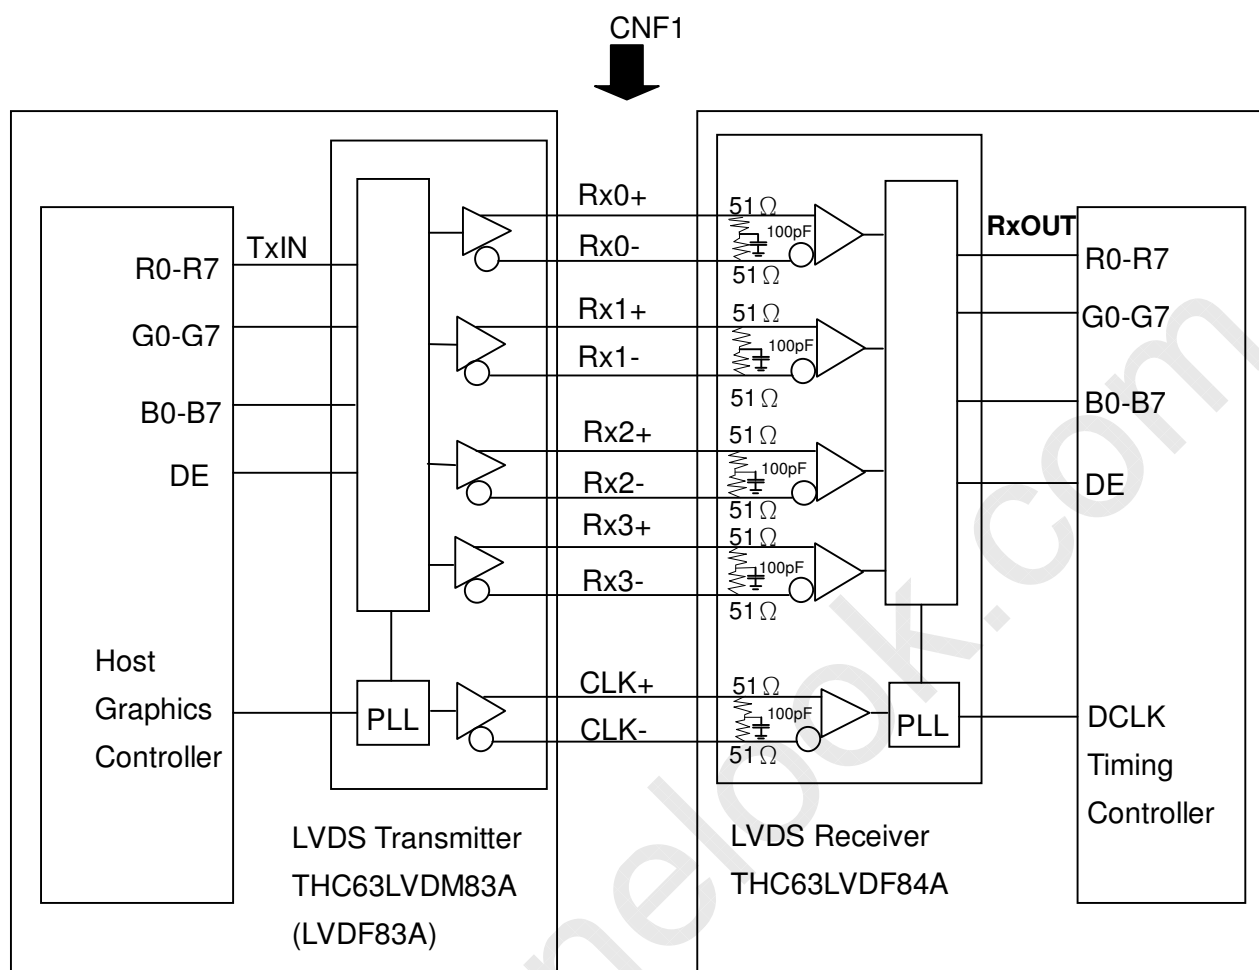 CNF1
Host
Graphics
Controller
R0-R7
G0-G7
B0-B7
DE
TxIN
PLL
LVDS Transmitter
THC63LVDM83A
(LVDF83A)
Rx0+
Rx0-
Rx1+
Rx1-
Rx2+
Rx2-
Rx3+
Rx3-
CLK+
CLK-
51Ω
100pF
51Ω
51Ω
100pF
51Ω
51Ω
100pF
51Ω
51Ω
100pF
51Ω
51Ω
100pF
51Ω
PLL
LVDS Receiver
THC63LVDF84A
RxOUT
R0-R7
G0-G7
B0-B7
DE
DCLK
Timing
Controller
nelook.com